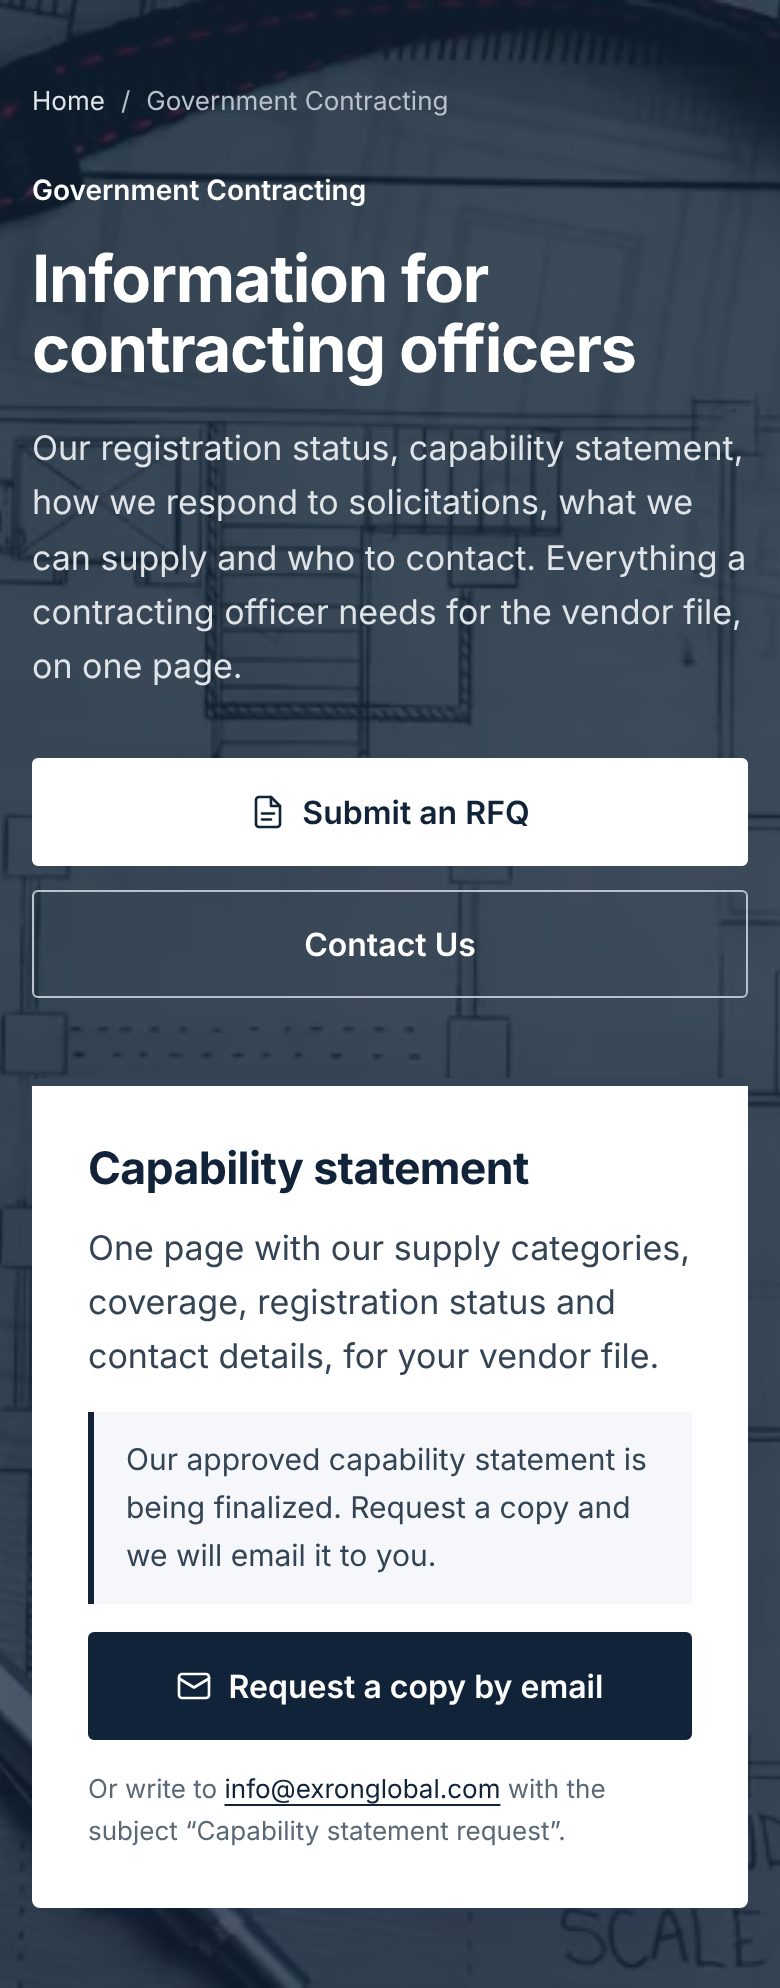 Home / Government Contracting
Government Contracting
Information for
contracting officers
Our registration status, capability statement,
how we respond to solicitations, what we
can supply and who to contact. Everything a
contracting officer needs for the vendor file,
on one page.
Submit an RFQ
Contact Us
Capability statement
One page with our supply categories,
coverage, registration status and
contact details, for your vendor file.
Our approved capability statement is
being finalized. Request a copy and
we will email it to you.
Request a copy by email
Or write to info@exronglobal.com with the
subject “Capability statement request”.
SCALE